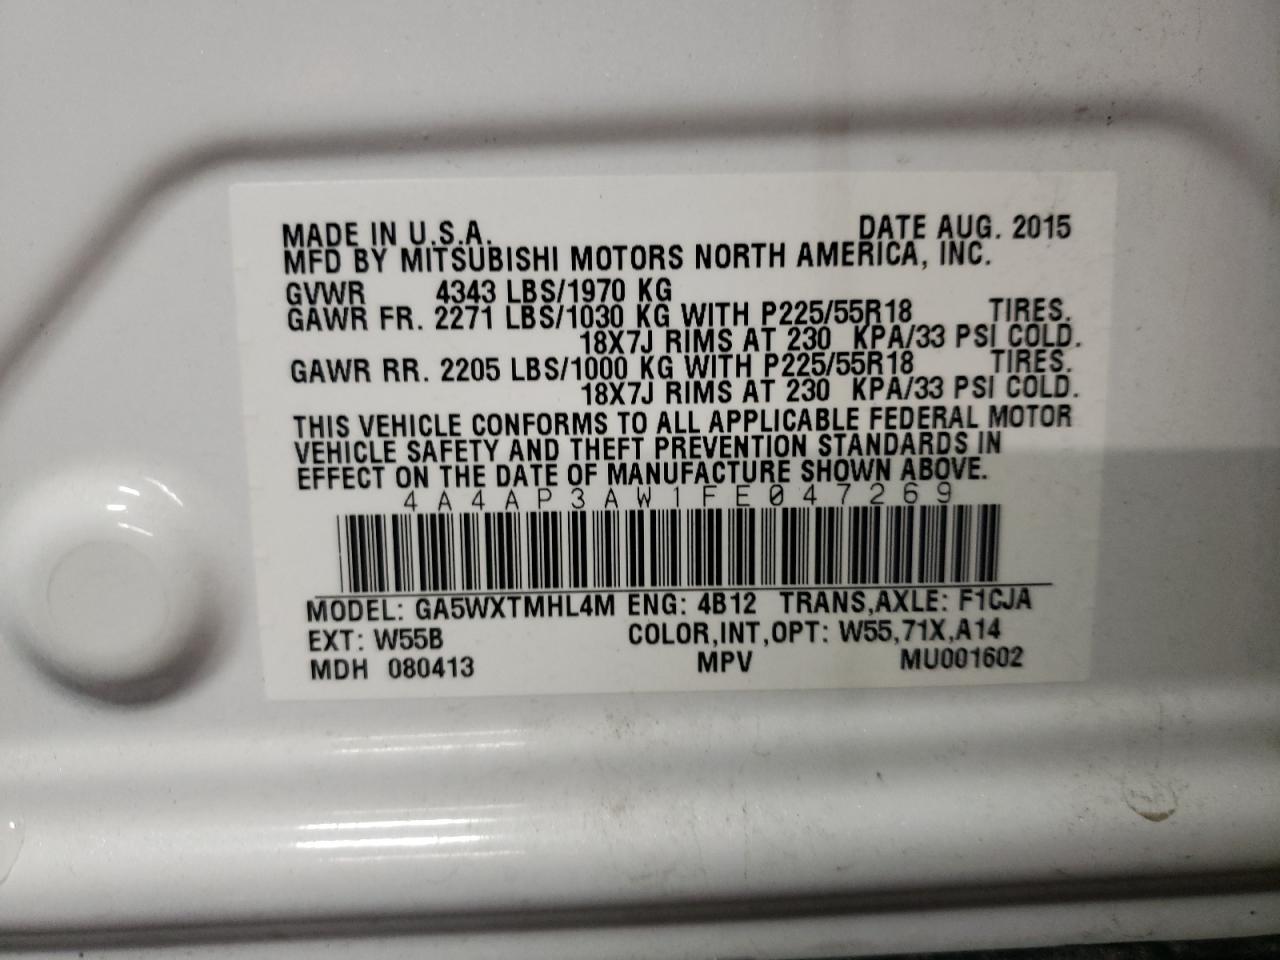 MADE IN U.S.A. DATE AUG. 2015
MFD BY MITSUBISHI MOTORS NORTH AMERICA, INC.
GVWR 4343 LBS/1970 KG
GAWR FR. 2271 LBS/1030 KG WITH P225/55R18 TIRES.
18X7J RIMS AT 230 KPA/33 PSI COLD.
GAWR RR. 2205 LBS/1000 KG WITH P225/55R18 TIRES.
18X7J RIMS AT 230 KPA/33 PSI COLD.
THIS VEHICLE CONFORMS TO ALL APPLICABLE FEDERAL MOTOR
VEHICLE SAFETY AND THEFT PREVENTION STANDARDS IN
EFFECT ON THE DATE OF MANUFACTURE SHOWN ABOVE.
4A4AP3AW1FE047269
MODEL: GA5WXTMHL4M ENG: 4B12 TRANS,AXLE: F1CJA
EXT: W55B COLOR,INT,OPT: W55,71X,A14
MDH 080413 MPV MU001602